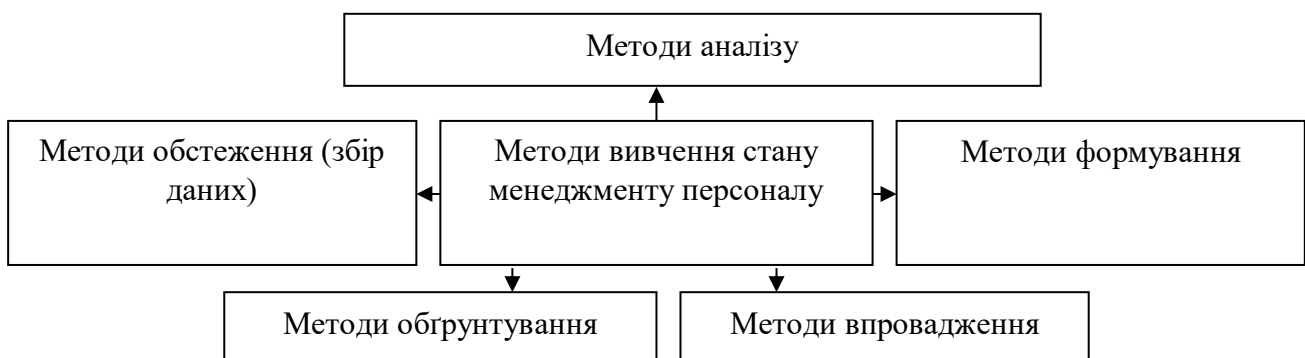 Методи аналізу
Методи обстеження (збір
даних)
Методи вивчення стану
менеджменту персоналу
Методи формування
Методи обґрунтування
Методи впровадження